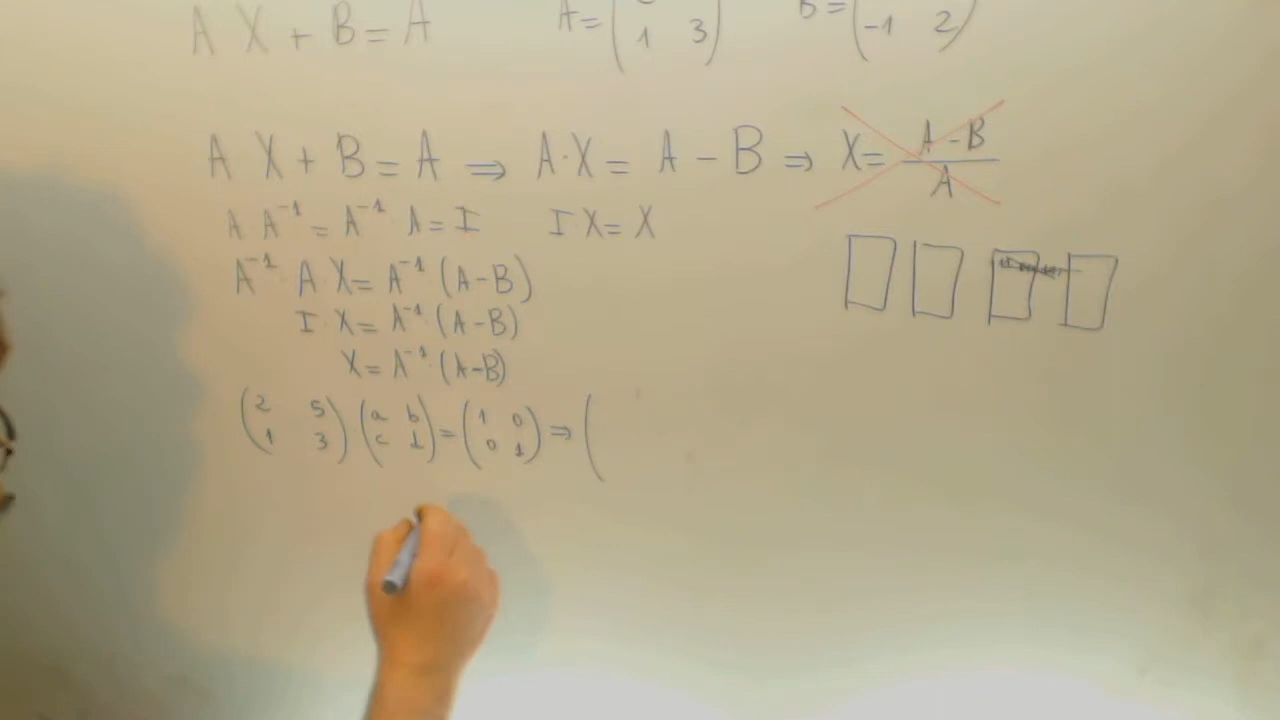 A X + B = A A = ( 1 3 ) B = ( -1 2 )
A X + B = A ⇒ A·X = A - B ⇒ X = A - B / A
A A⁻¹ = A⁻¹ A = I I X = X
A⁻¹ A X = A⁻¹ (A - B)
I X = A⁻¹ (A - B)
X = A⁻¹ (A - B)
( 2 5 ; 1 3 ) · ( a b ; c d ) = ( 1 0 ; 0 1 ) ⇒ (